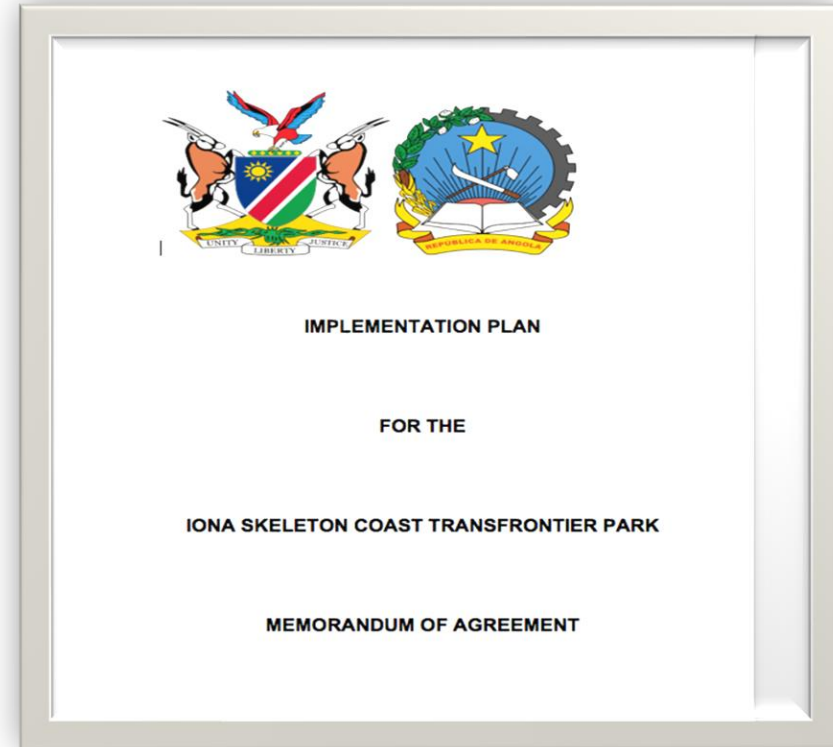 UNITY
LIBERTY
JUSTICE
REPUBLICA DE ANGOLA
IMPLEMENTATION PLAN
FOR THE
IONA SKELETON COAST TRANSFRONTIER PARK
MEMORANDUM OF AGREEMENT